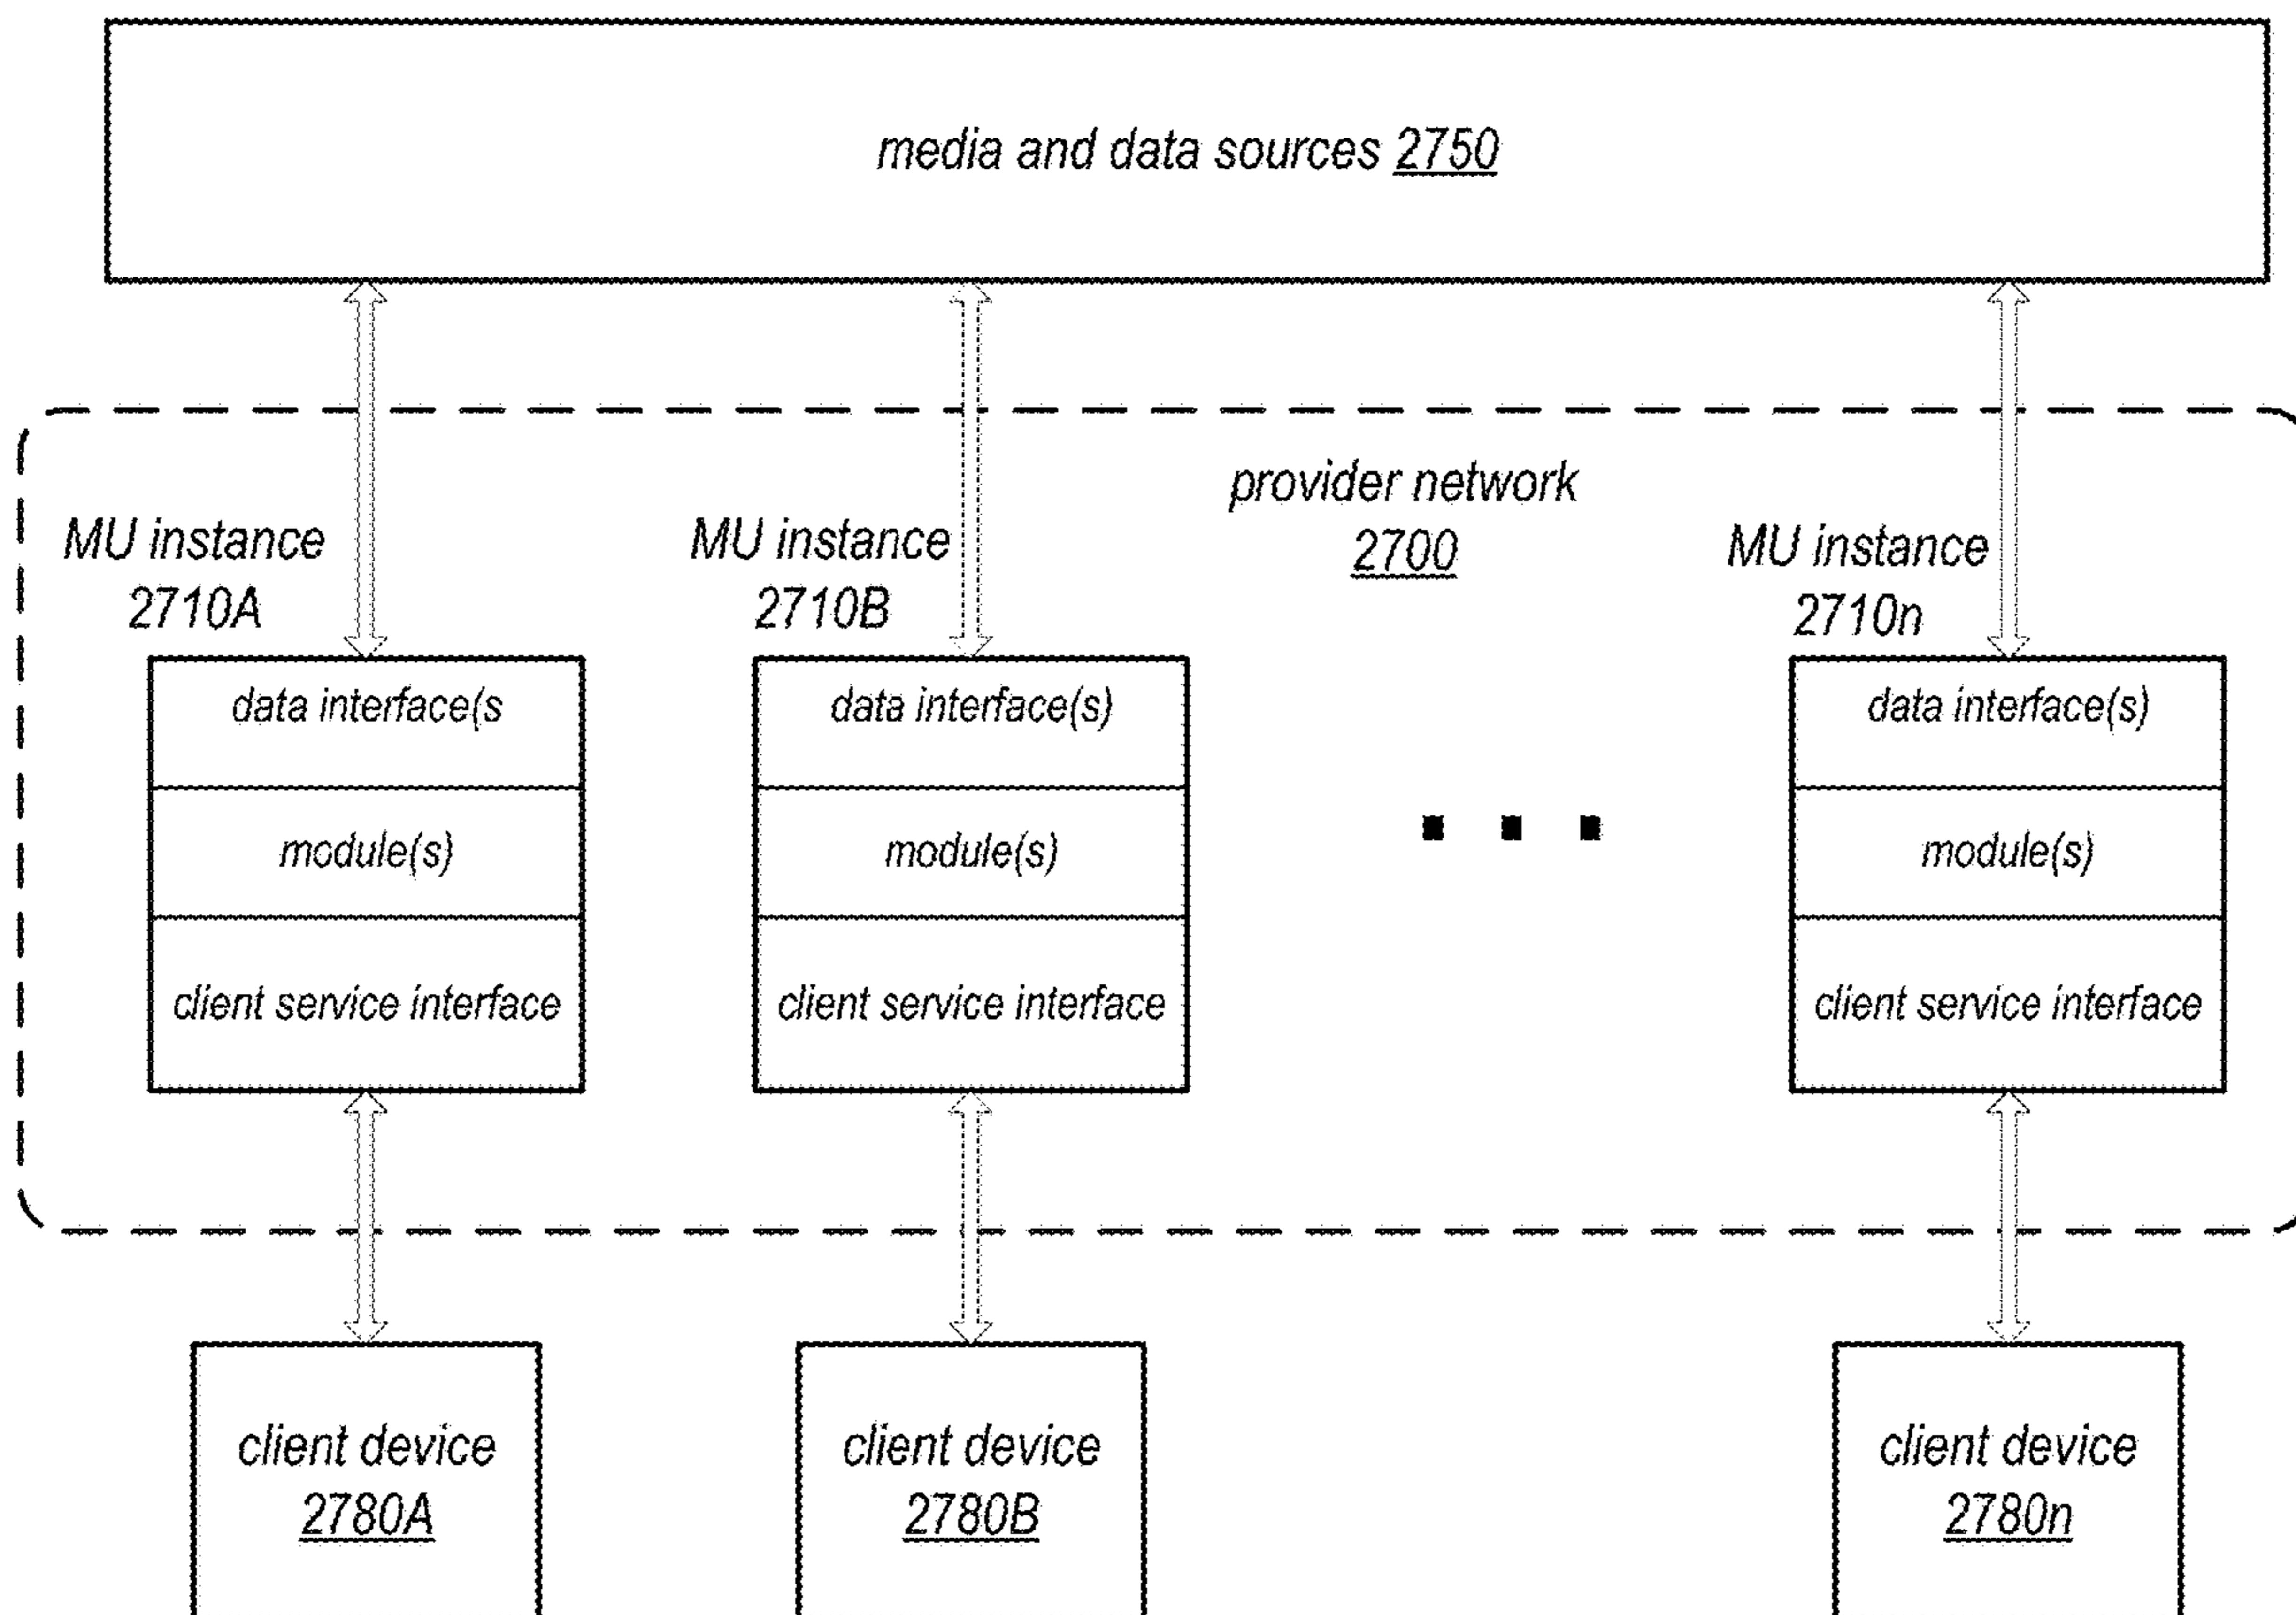 media and data sources 2750
provider network
2700
MU instance
2710A
MU instance
2710B
MU instance
2710n
data interface(s
data interface(s)
data interface(s)
module(s)
module(s)
module(s)
client service interface
client service interface
client service interface
client device
2780A
client device
2780B
client device
2780n